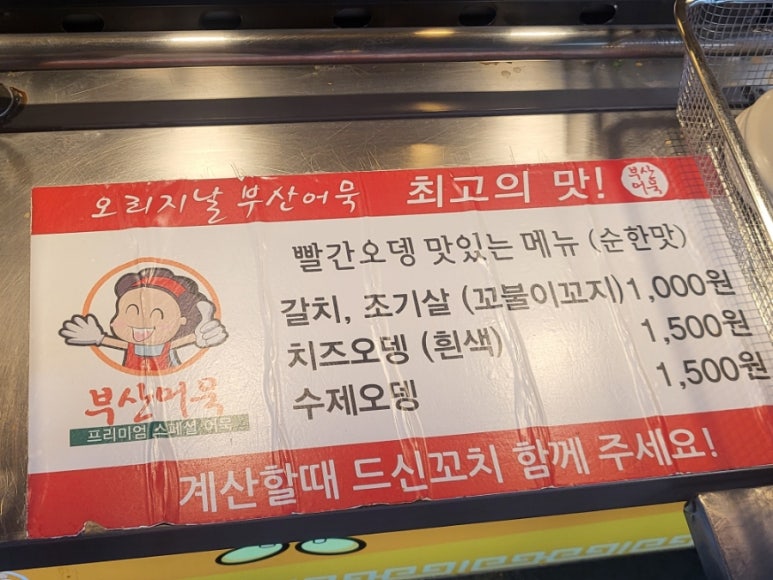 오리지날 부산어묵 최고의 맛!
부산
어묵
빨간오뎅 맛있는 메뉴 (순한맛)
갈치, 조기살 (꼬불이꼬지) 1,000원
치즈오뎅 (흰색) 1,500원
수제오뎅 1,500원
부산어묵
프리미엄 스페셜 어묵
계산할때 드신꼬치 함께 주세요!